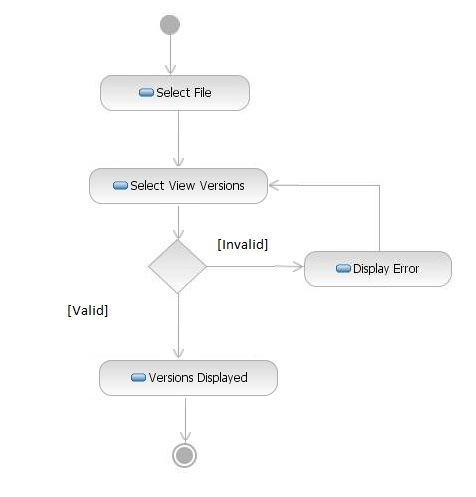 Select File
Select View Versions
[Invalid]
Display Error
[Valid]
Versions Displayed